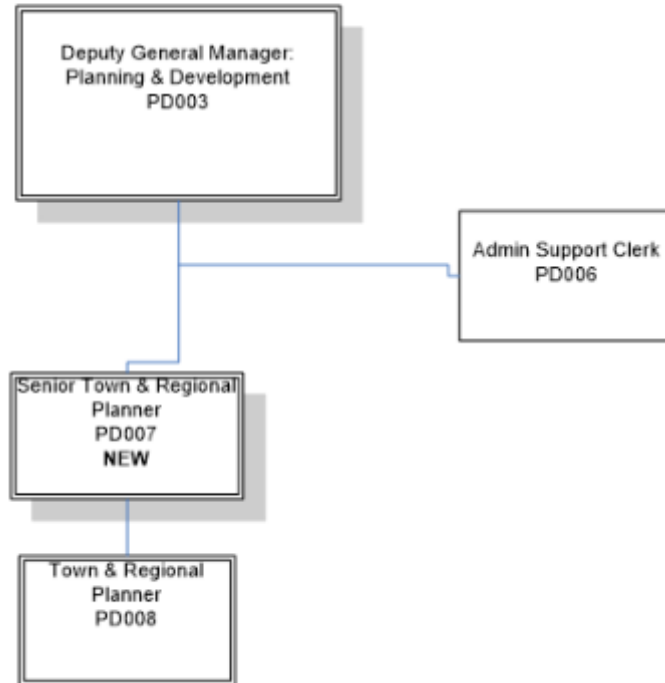 Deputy General Manager:
Planning & Development
PD003
Admin Support Clerk
PD006
Senior Town & Regional
Planner
PD007
NEW
Town & Regional
Planner
PD008